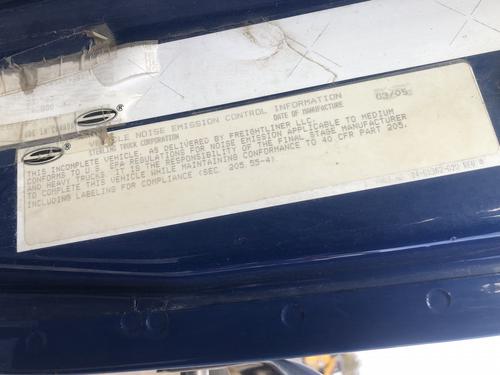 VEHICLE NOISE EMISSION CONTROL INFORMATION
TRUCK CORPORATION
DATE OF MANUFACTURE
03/05
THIS INCOMPLETE VEHICLE, AS DELIVERED BY FREIGHTLINER LLC,
CONFORMS TO U.S. EPA REGULATIONS FOR NOISE EMISSION APPLICABLE TO MEDIUM
AND HEAVY TRUCKS. IT IS THE RESPONSIBILITY OF THE FINAL STAGE MANUFACTURER
TO COMPLETE THIS VEHICLE WHILE MAINTAINING CONFORMANCE TO 40 CFR PART 205,
INCLUDING LABELING FOR COMPLIANCE (SEC. 205.55-4).